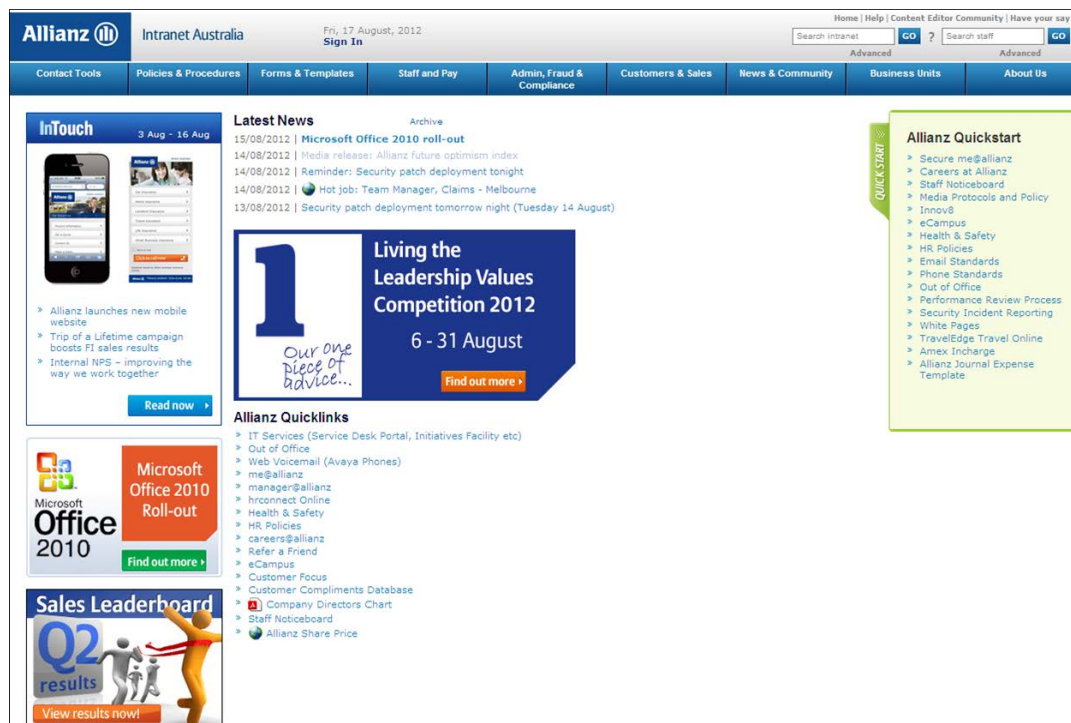 Home | Help | Content Editor Community | Have your say
Allianz
Intranet Australia
Fri, 17 August, 2012
Sign In
Search intranet GO ? Search staff GO
Advanced Advanced
Contact Tools
Policies & Procedures
Forms & Templates
Staff and Pay
Admin, Fraud & Compliance
Customers & Sales
News & Community
Business Units
About Us
InTouch 3 Aug - 16 Aug
» Allianz launches new mobile
website
» Trip of a Lifetime campaign
boosts FI sales results
» Internal NPS – improving the
way we work together
Read now
Microsoft
Office
2010
Microsoft
Office 2010
Roll-out
Find out more
Sales Leaderboard
Q2
results
View results now!
Latest News Archive
15/08/2012 | Microsoft Office 2010 roll-out
14/08/2012 | Media release: Allianz future optimism index
14/08/2012 | Reminder: Security patch deployment tonight
14/08/2012 | Hot job: Team Manager, Claims - Melbourne
13/08/2012 | Security patch deployment tomorrow night (Tuesday 14 August)
1
Our one
piece of
advice...
Living the
Leadership Values
Competition 2012
6 - 31 August
Find out more
Allianz Quicklinks
» IT Services (Service Desk Portal, Initiatives Facility etc)
» Out of Office
» Web Voicemail (Avaya Phones)
» me@allianz
» manager@allianz
» hrconnect Online
» Health & Safety
» HR Policies
» careers@allianz
» Refer a Friend
» eCampus
» Customer Focus
» Customer Compliments Database
» Company Directors Chart
» Staff Noticeboard
» Allianz Share Price
QUICK START »
Allianz Quickstart
» Secure me@allianz
» Careers at Allianz
» Staff Noticeboard
» Media Protocols and Policy
» Innov8
» eCampus
» Health & Safety
» HR Policies
» Email Standards
» Phone Standards
» Out of Office
» Performance Review Process
» Security Incident Reporting
» White Pages
» TravelEdge Travel Online
» Amex Incharge
» Allianz Journal Expense
Template